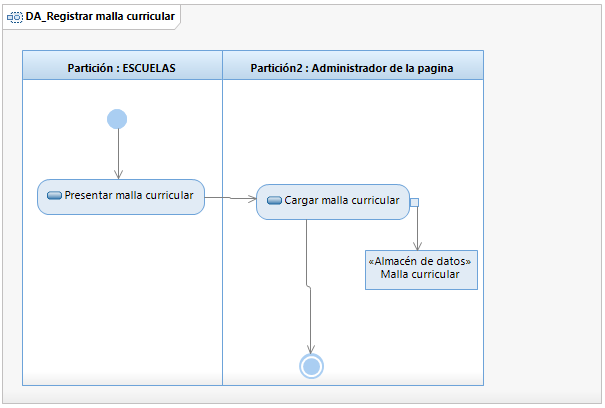 DA_Registrar malla curricular
Partición : ESCUELAS
Partición2 : Administrador de la pagina
Presentar malla curricular
Cargar malla curricular
«Almacén de datos»
Malla curricular